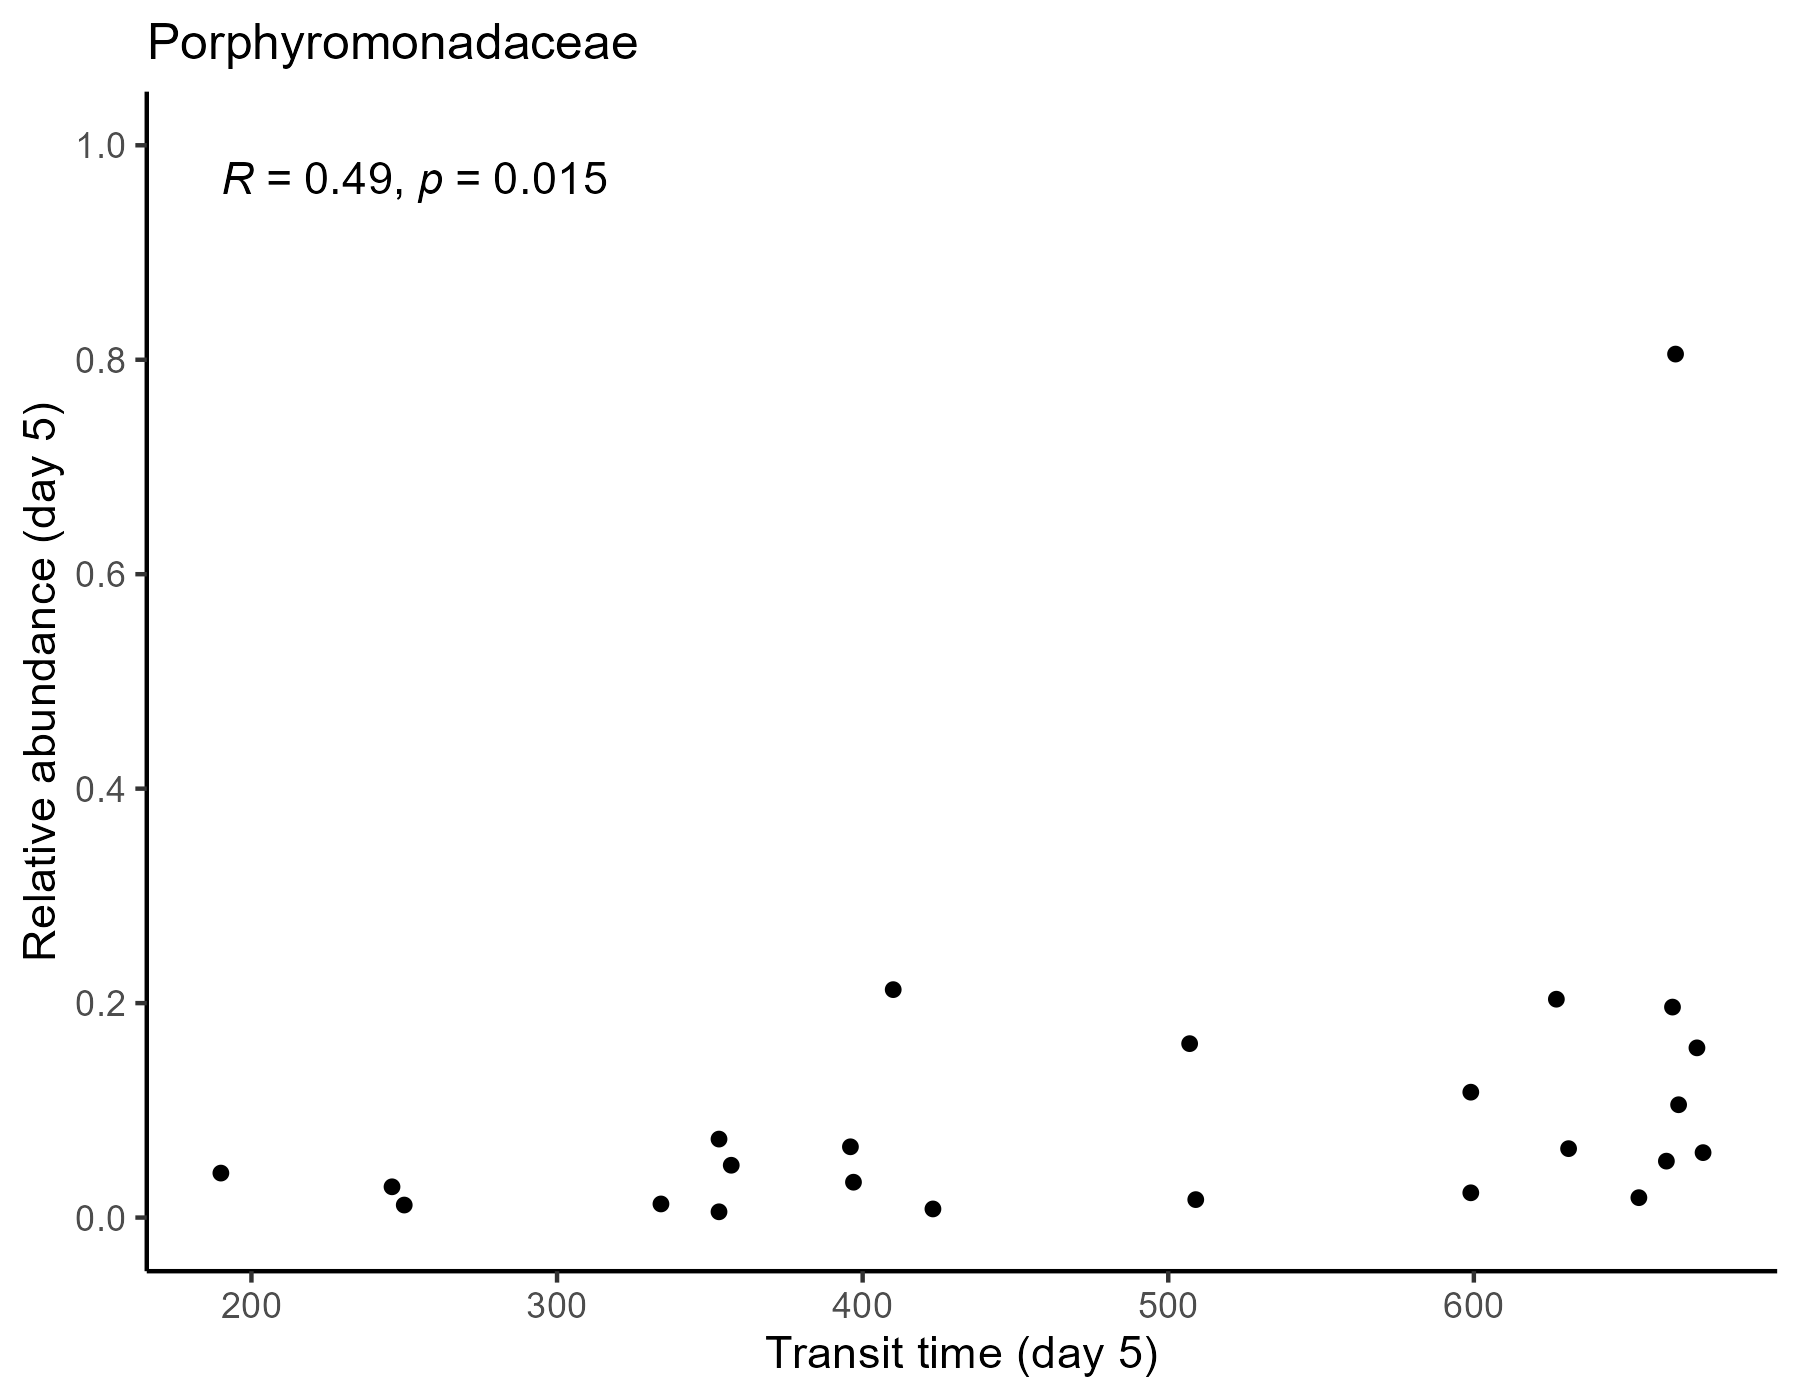 Porphyromonadaceae
R = 0.49, p = 0.015
1.0
0.8
0.6
0.4
0.2
0.0
Relative abundance (day 5)
200 300 400 500 600
Transit time (day 5)